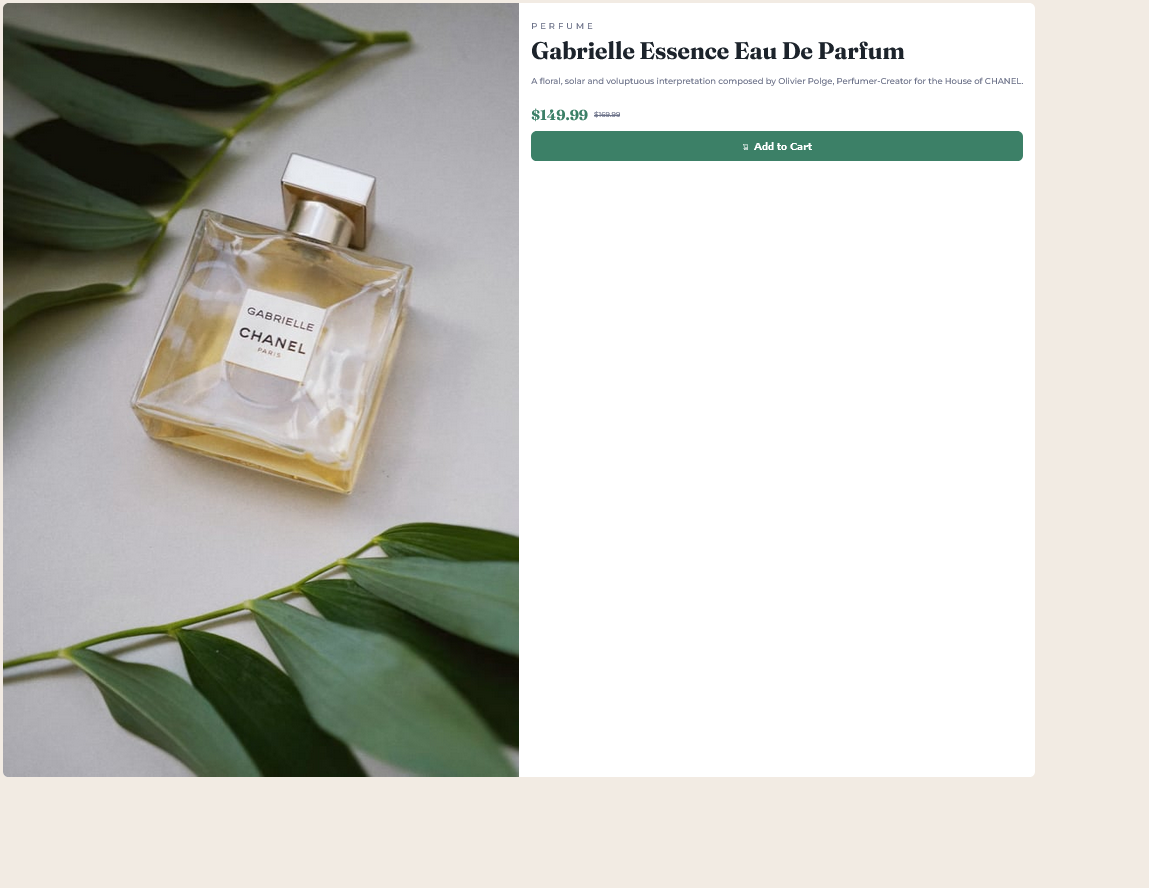 PERFUME
Gabrielle Essence Eau De Parfum
A floral, solar and voluptuous interpretation composed by Olivier Polge, Perfumer-Creator for the House of CHANEL.
$149.99 $169.99
Add to Cart
GABRIELLE
CHANEL
PARIS